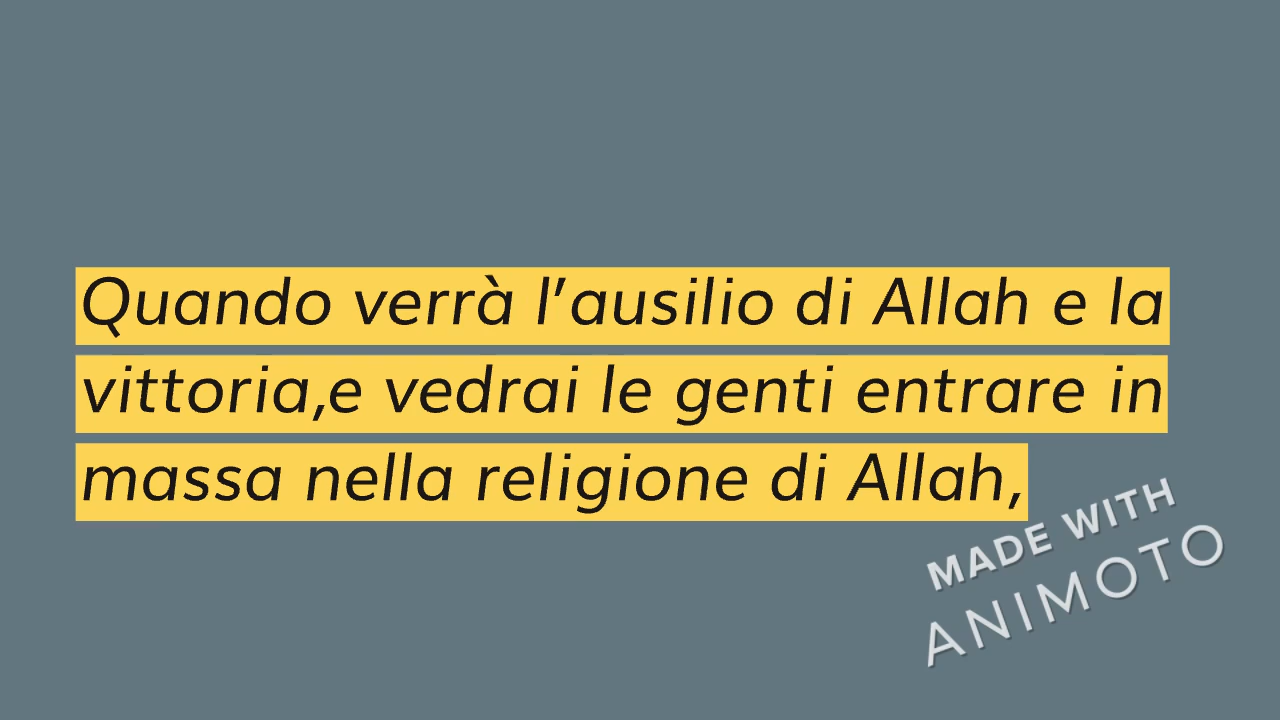 Quando verrà l’ausilio di Allah e la
vittoria,e vedrai le genti entrare in
massa nella religione di Allah,
MADE WITH
ANIMOTO